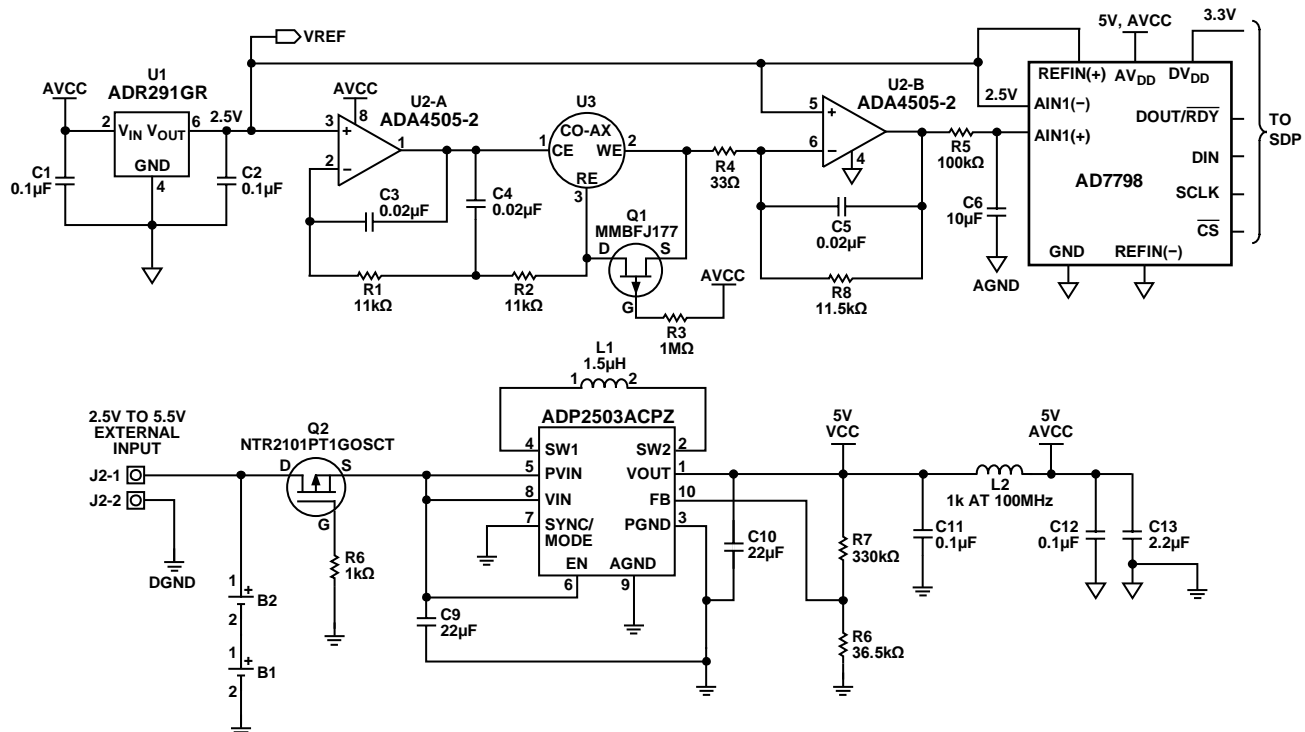 VREF
5V, AVCC
3.3V
AVCC
U1
ADR291GR
2
V_IN
V_OUT
6
2.5V
GND
4
C1
0.1µF
C2
0.1µF
AVCC
8
U2-A
ADA4505-2
3
+
2
−
1
C3
0.02µF
C4
0.02µF
R1
11kΩ
R2
11kΩ
U3
CO-AX
1
CE
WE
2
RE
3
Q1
MMBFJ177
D
S
G
AVCC
R3
1MΩ
R4
33Ω
U2-B
ADA4505-2
5
+
6
−
4
C5
0.02µF
R8
11.5kΩ
R5
100kΩ
C6
10µF
AGND
2.5V
REFIN(+)
AV_DD
DV_DD
AIN1(−)
AIN1(+)
DOUT/RDY
DIN
SCLK
CS
AD7798
GND
REFIN(−)
TO
SDP
2.5V TO 5.5V
EXTERNAL
INPUT
J2-1
J2-2
DGND
Q2
NTR2101PT1GOSCT
D
S
G
R6
1kΩ
1
+
B2
2
1
+
B1
2
L1
1.5µH
1
2
ADP2503ACPZ
4
SW1
SW2
2
5
PVIN
VOUT
1
8
VIN
FB
10
7
SYNC/
MODE
PGND
3
EN
AGND
6
9
C9
22µF
C10
22µF
5V
VCC
R7
330kΩ
R6
36.5kΩ
C11
0.1µF
L2
1k AT 100MHz
5V
AVCC
C12
0.1µF
C13
2.2µF